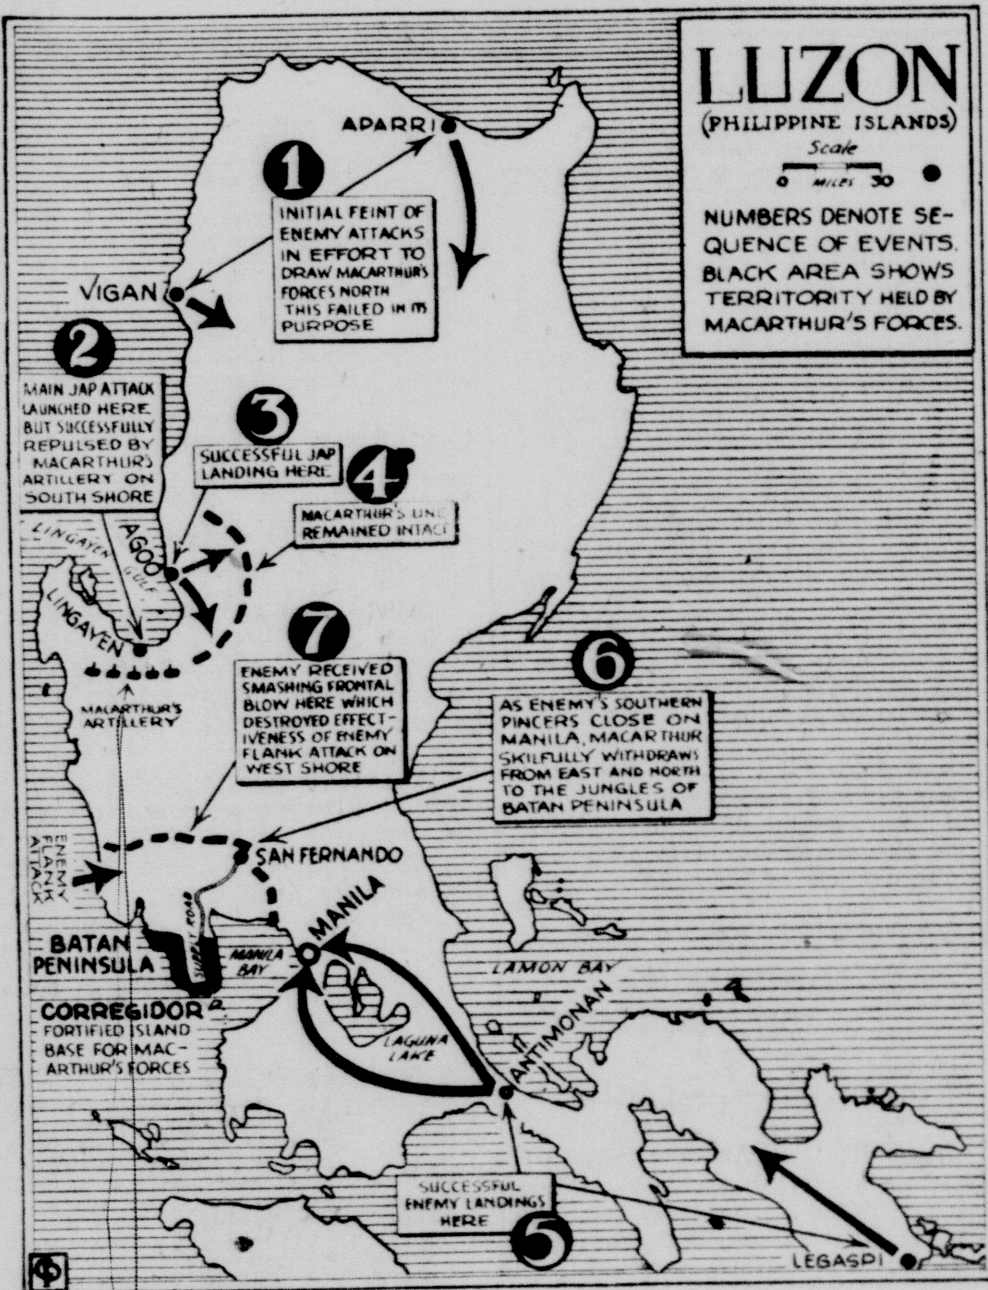 LUZON
(PHILIPPINE ISLANDS)
Scale
0 MILES 30
NUMBERS DENOTE SE-
QUENCE OF EVENTS.
BLACK AREA SHOWS
TERRITORITY HELD BY
MACARTHUR'S FORCES.
APARRI
1
INITIAL FEINT OF
ENEMY ATTACKS
IN EFFORT TO
DRAW MACARTHUR'S
FORCES NORTH
THIS FAILED IN ITS
PURPOSE
VIGAN
2
MAIN JAP ATTACK
LAUNCHED HERE
BUT SUCCESSFULLY
REPULSED BY
MACARTHUR'S
ARTILLERY ON
SOUTH SHORE
3
SUCCESSFUL JAP
LANDING HERE
4
MACARTHUR'S LINE
REMAINED INTACT
LINGAYEN
GULF
AGOO
LINGAYEN
MACARTHUR'S
ARTILLERY
7
ENEMY RECEIVED
SMASHING FRONTAL
BLOW HERE WHICH
DESTROYED EFFECT-
IVENESS OF ENEMY
FLANK ATTACK ON
WEST SHORE
6
AS ENEMY'S SOUTHERN
PINCERS CLOSE ON
MANILA, MACARTHUR
SKILFULLY WITHDRAWS
FROM EAST AND NORTH
TO THE JUNGLES OF
BATAN PENINSULA
ENEMY
FLANK
ATTACK
SAN FERNANDO
SUPPLY ROAD
MANILA
BATAN
PENINSULA
MANILA
BAY
LAMON BAY
CORREGIDOR
FORTIFIED ISLAND
BASE FOR MAC-
ARTHUR'S FORCES
LAGUNA
LAKE
ANTIMONAN
SUCCESSFUL
ENEMY LANDINGS
HERE
5
LEGASPI